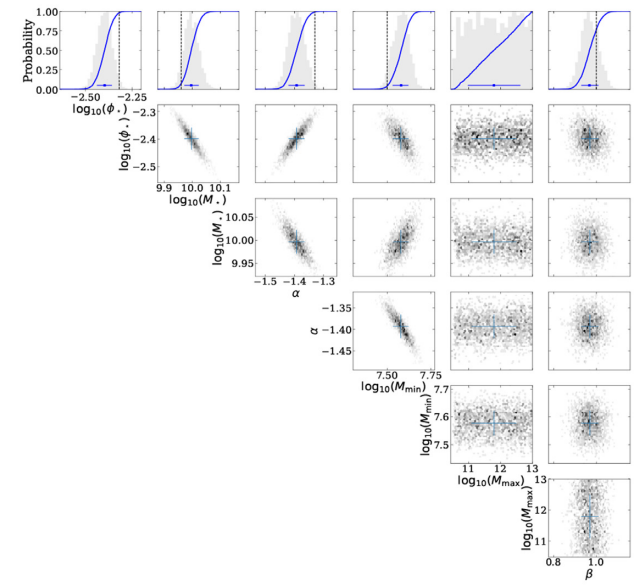 Probability
1.00
0.75
0.50
0.25
0.00
−2.50 −2.25
log₁₀(ϕ⋆)
log₁₀(ϕ⋆)
−2.3
−2.4
−2.5
9.9 10.0 10.1
log₁₀(M⋆)
log₁₀(M⋆)
10.05
10.00
9.95
−1.5 −1.4 −1.3
α
α
−1.35
−1.40
−1.45
7.50 7.75
log₁₀(Mmin)
log₁₀(Mmin)
7.7
7.6
7.5
11 12 13
log₁₀(Mmax)
log₁₀(Mmax)
13
12
11
0.8 1.0
β